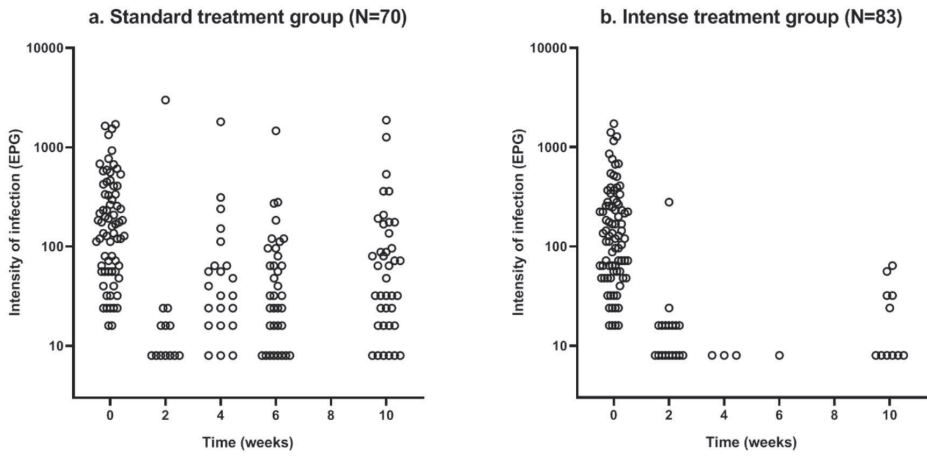 a. Standard treatment group (N=70)
Intensity of infection (EPG)
10000
1000
100
10
0 2 4 6 8 10
Time (weeks)
b. Intense treatment group (N=83)
Intensity of infection (EPG)
10000
1000
100
10
0 2 4 6 8 10
Time (weeks)